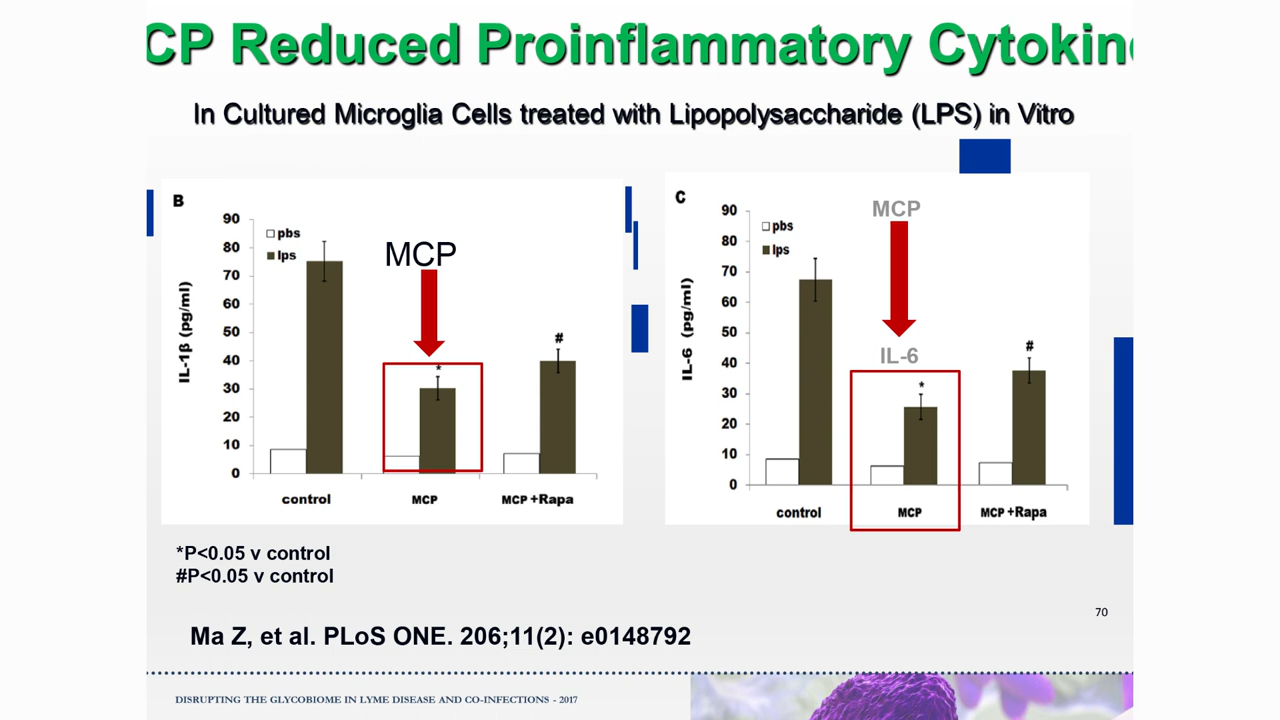 CP Reduced Proinflammatory Cytokin
In Cultured Microglia Cells treated with Lipopolysaccharide (LPS) in Vitro
B
IL-1β (pg/ml)
90
80
70
60
50
40
30
20
10
0
pbs
lps
MCP
*
#
control
MCP
MCP +Rapa
C
IL-6 (pg/ml)
90
80
70
60
50
40
30
20
10
0
pbs
lps
MCP
IL-6
*
#
control
MCP
MCP +Rapa
*P<0.05 v control
#P<0.05 v control
70
Ma Z, et al. PLoS ONE. 206;11(2): e0148792
DISRUPTING THE GLYCOBIOME IN LYME DISEASE AND CO-INFECTIONS - 2017